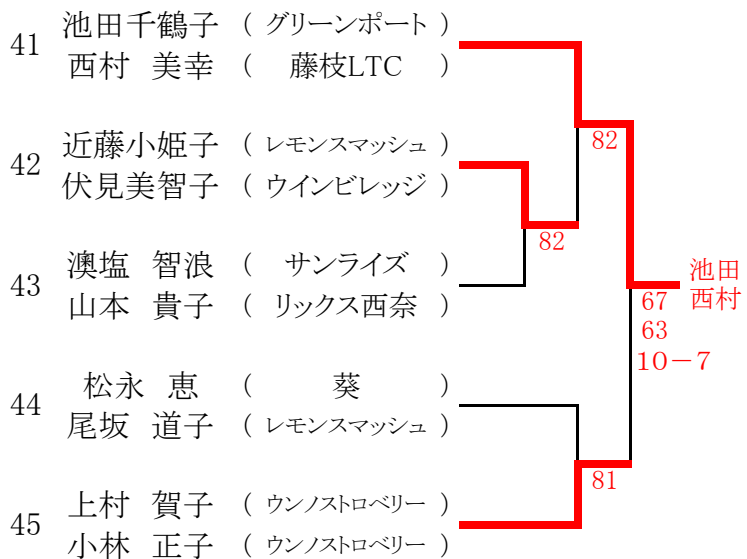 41 池田千鶴子 ( グリーンポート )
西村 美幸 ( 藤枝LTC )
82
42 近藤小姫子 ( レモンスマッシュ )
伏見美智子 ( ウインビレッジ )
82
43 澳塩 智浪 ( サンライズ )
山本 貴子 ( リックス西奈 )
池田
西村
67
63
10－7
44 松永 恵 ( 葵 )
尾坂 道子 ( レモンスマッシュ )
81
45 上村 賀子 ( ウンノストロベリー )
小林 正子 ( ウンノストロベリー )